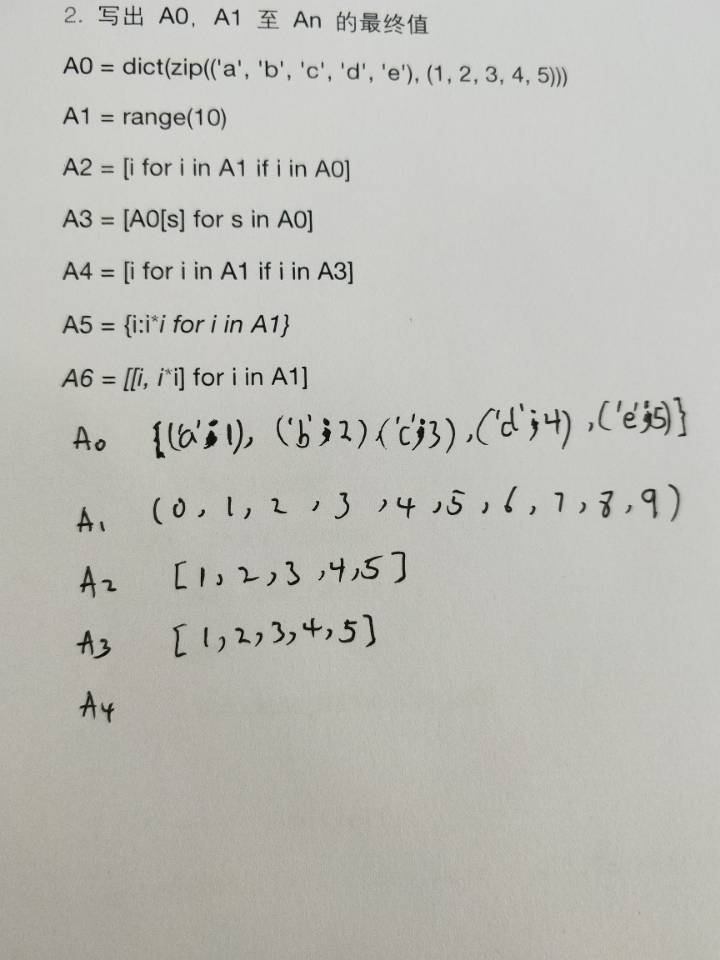 2. 写出 A0, A1 至 An 的最终值
A0 = dict(zip(('a', 'b', 'c', 'd', 'e'), (1, 2, 3, 4, 5)))
A1 = range(10)
A2 = [i for i in A1 if i in A0]
A3 = [A0[s] for s in A0]
A4 = [i for i in A1 if i in A3]
A5 = {i:i*i for i in A1}
A6 = [[i, i*i] for i in A1]
A0 {('a';1), ('b';2), ('c';3), ('d';4), ('e';5)}
A1 (0, 1, 2, 3, 4, 5, 6, 7, 8, 9)
A2 [1, 2, 3, 4, 5]
A3 [1, 2, 3, 4, 5]
A4